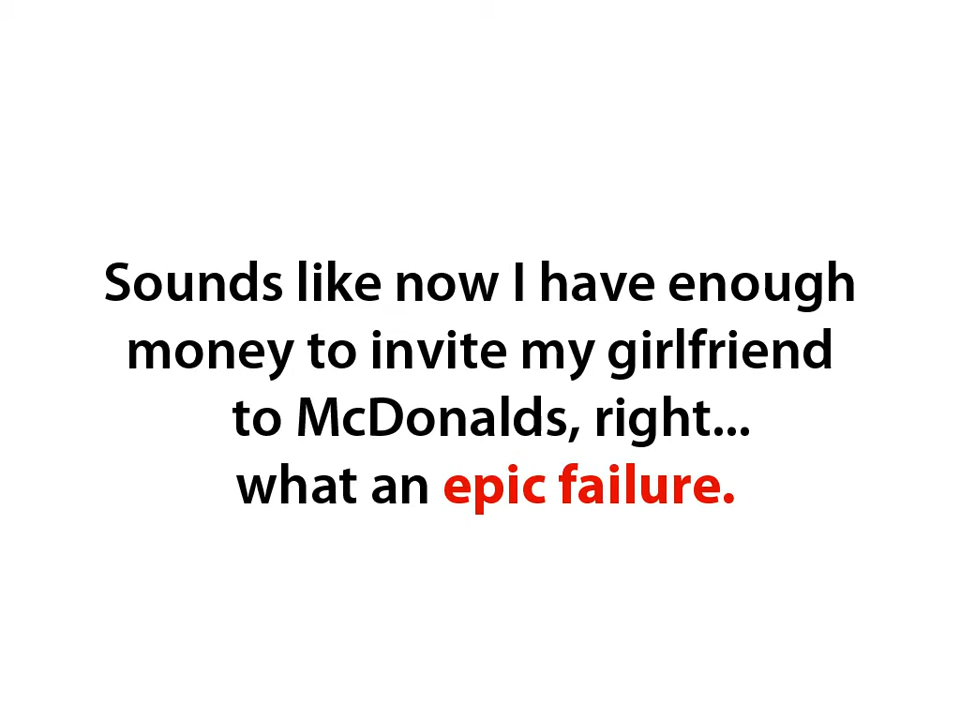 Sounds like now I have enough
money to invite my girlfriend
to McDonalds, right...
what an epic failure.